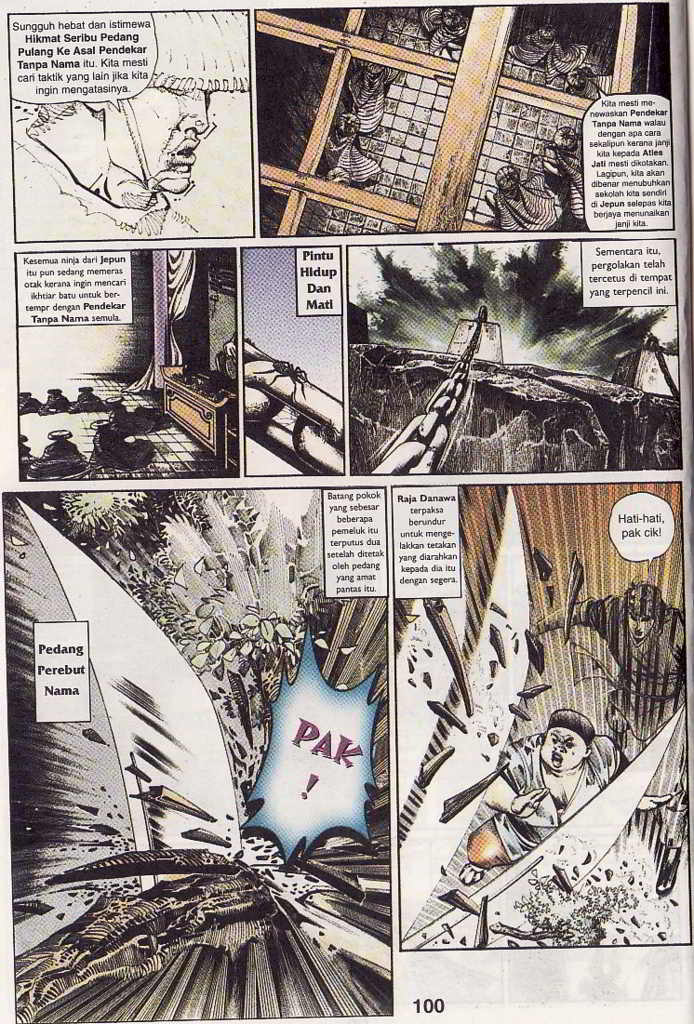 Sungguh hebat dan istimewa
Hikmat Seribu Pedang
Pulang Ke Asal Pendekar
Tanpa Nama itu. Kita mesti
cari taktik yang lain jika kita
ingin mengatasinya.
Kita mesti me-
newaskan Pendekar
Tanpa Nama walau
dengan apa cara
sekalipun kerana janji
kita kepada Atles
Jati mesti dikotakan.
Lagipun, kita akan
dibenar menubuhkan
sekolah kita sendiri
di Jepun selepas kita
berjaya menunaikan
janji kita.
Kesemua ninja dari Jepun
itu pun sedang memeras
otak kerana ingin mencari
ikhtiar batu untuk ber-
tempr dengan Pendekar
Tanpa Nama semula.
Pintu
Hidup
Dan
Mati
Sementara itu,
pergolakan telah
tercetus di tempat
yang terpencil ini.
Batang pokok
yang sebesar
beberapa
pemeluk itu
terputus dua
setelah ditetak
oleh pedang
yang amat
pantas itu.
Pedang
Perebut
Nama
PAK
!
Raja Danawa
terpaksa
berundur
untuk menge-
lakkan tetakan
yang diarahkan
kepada dia itu
dengan segera.
Hati-hati,
pak cik!
100